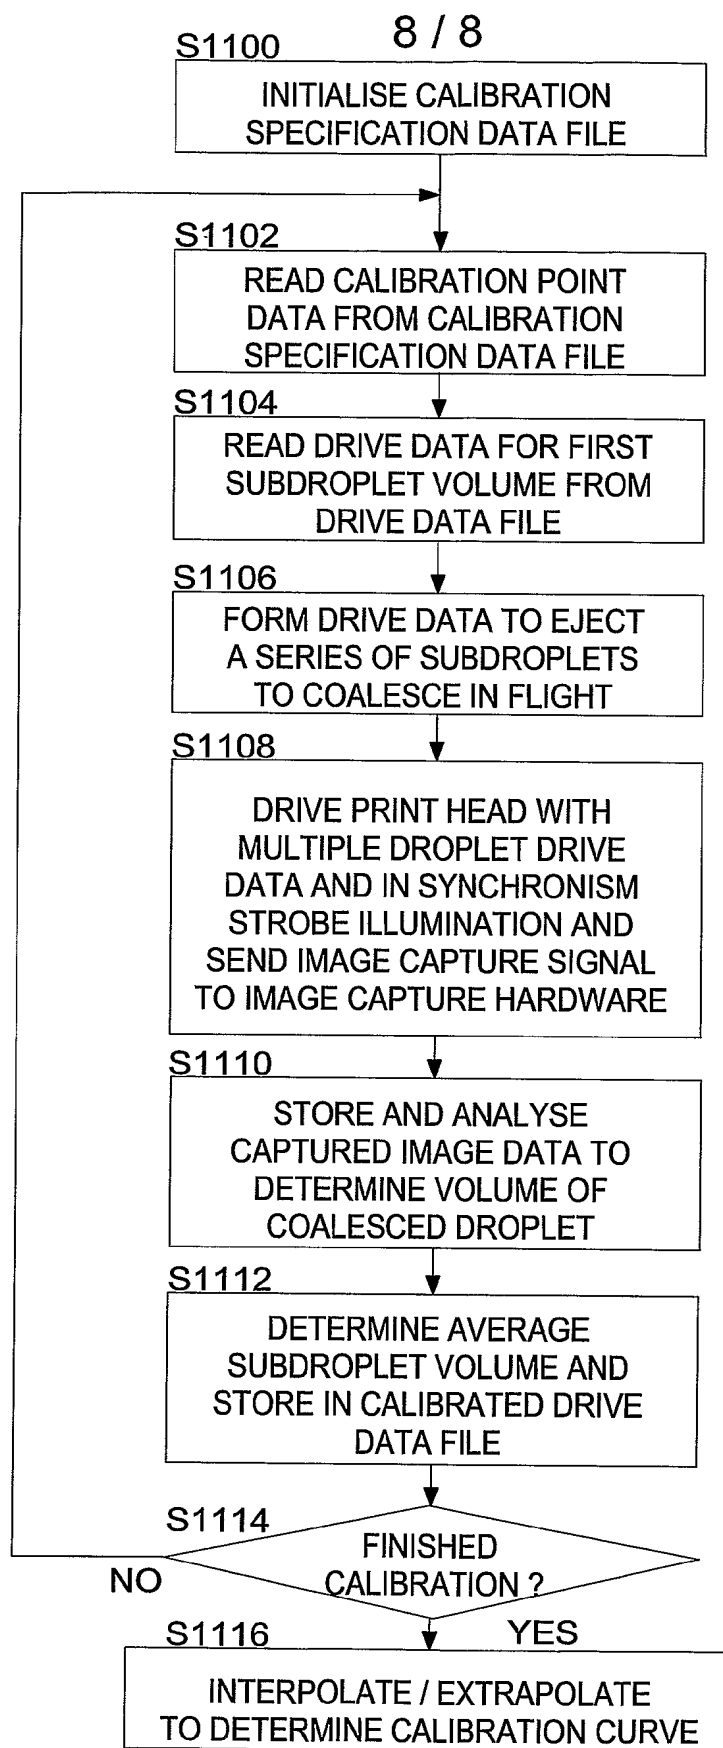 8 / 8
S1100
INITIALISE CALIBRATION
SPECIFICATION DATA FILE
S1102
READ CALIBRATION POINT
DATA FROM CALIBRATION
SPECIFICATION DATA FILE
S1104
READ DRIVE DATA FOR FIRST
SUBDROPLET VOLUME FROM
DRIVE DATA FILE
S1106
FORM DRIVE DATA TO EJECT
A SERIES OF SUBDROPLETS
TO COALESCE IN FLIGHT
S1108
DRIVE PRINT HEAD WITH
MULTIPLE DROPLET DRIVE
DATA AND IN SYNCHRONISM
STROBE ILLUMINATION AND
SEND IMAGE CAPTURE SIGNAL
TO IMAGE CAPTURE HARDWARE
S1110
STORE AND ANALYSE
CAPTURED IMAGE DATA TO
DETERMINE VOLUME OF
COALESCED DROPLET
S1112
DETERMINE AVERAGE
SUBDROPLET VOLUME AND
STORE IN CALIBRATED DRIVE
DATA FILE
S1114
FINISHED
CALIBRATION ?
NO
YES
S1116
INTERPOLATE / EXTRAPOLATE
TO DETERMINE CALIBRATION CURVE